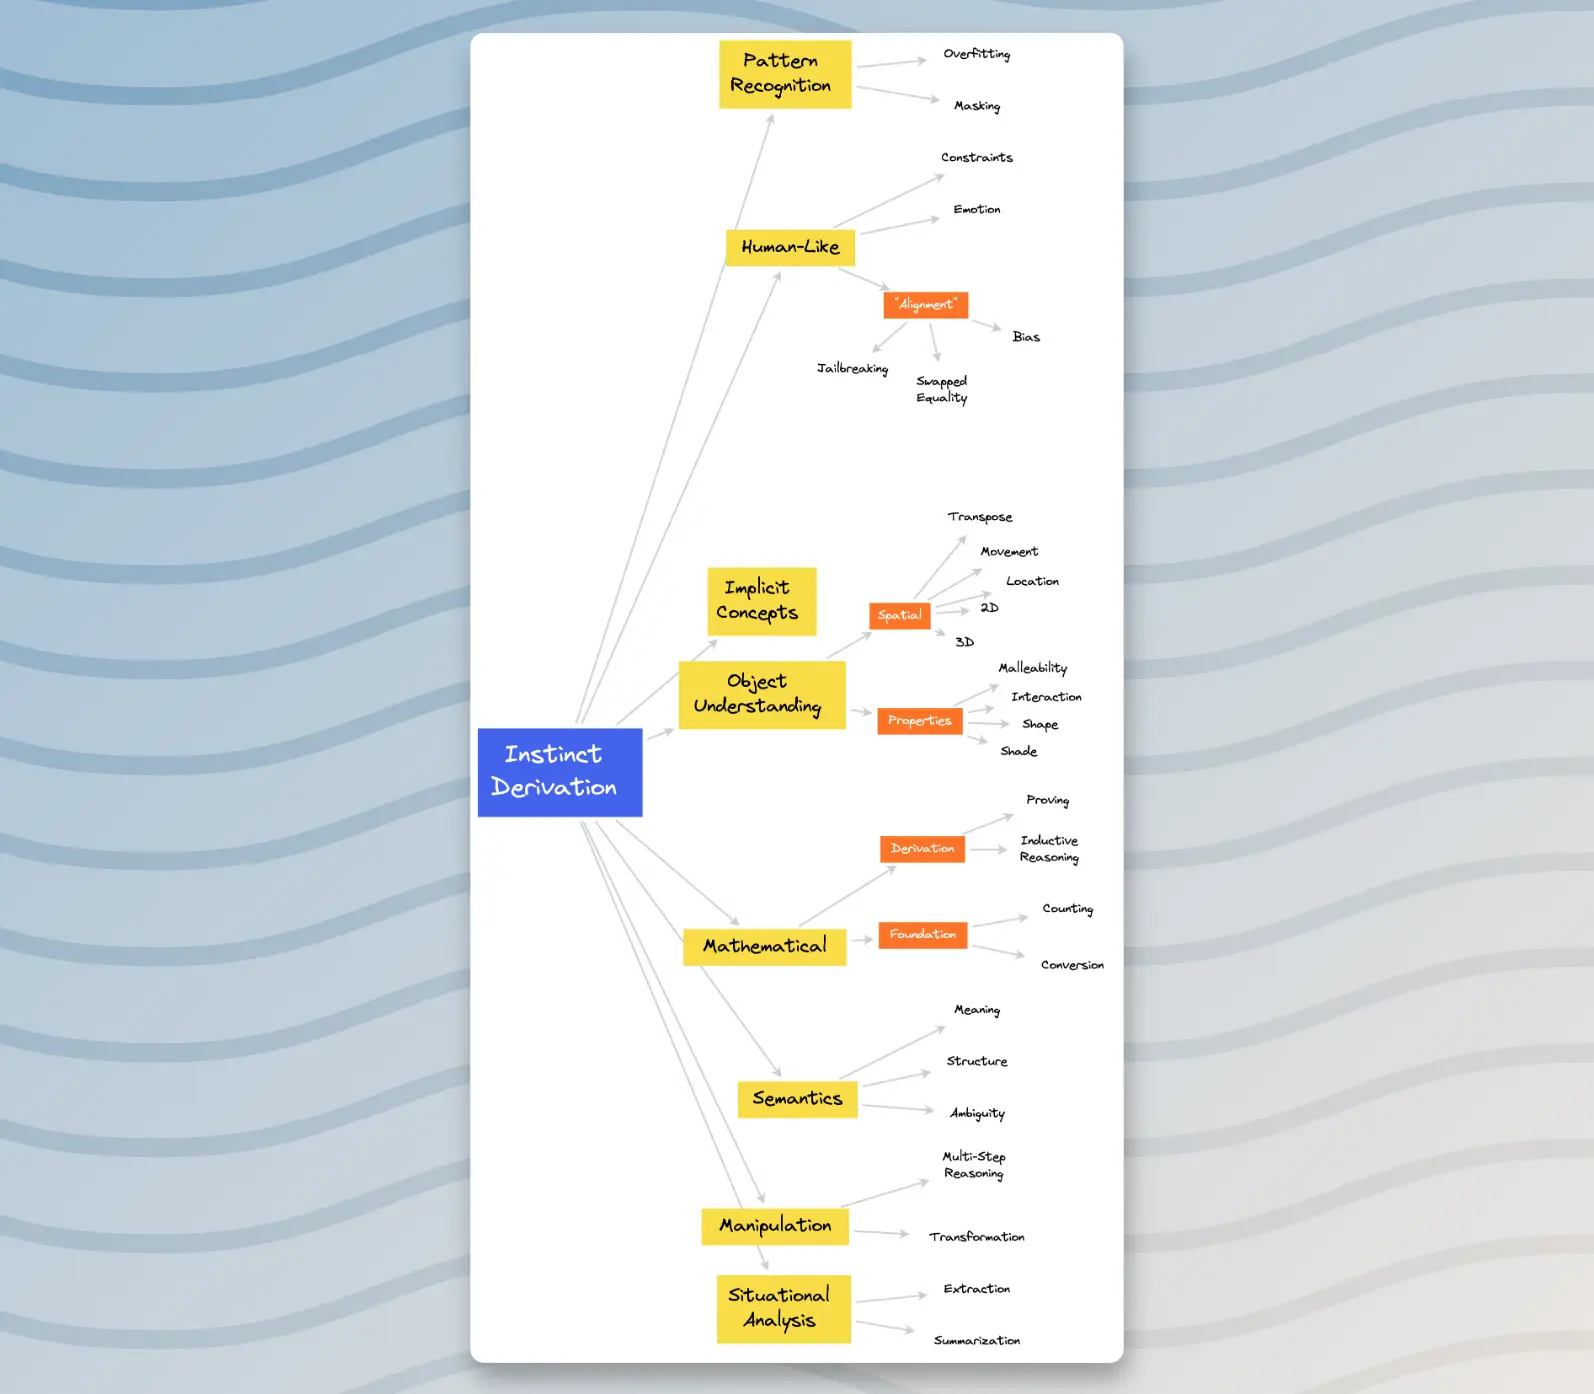 Pattern
Recognition
Overfitting
Masking
Constraints
Emotion
Human-Like
"Alignment"
Bias
Jailbreaking
Swapped
Equality
Transpose
Movement
Location
2D
3D
Implicit
Concepts
Spatial
Object
Understanding
Malleability
Interaction
Shape
Shade
Properties
Instinct
Derivation
Proving
Inductive
Reasoning
Derivation
Counting
Conversion
Foundation
Mathematical
Meaning
Structure
Ambiguity
Semantics
Multi-Step
Reasoning
Manipulation
Transformation
Situational
Analysis
Extraction
Summarization